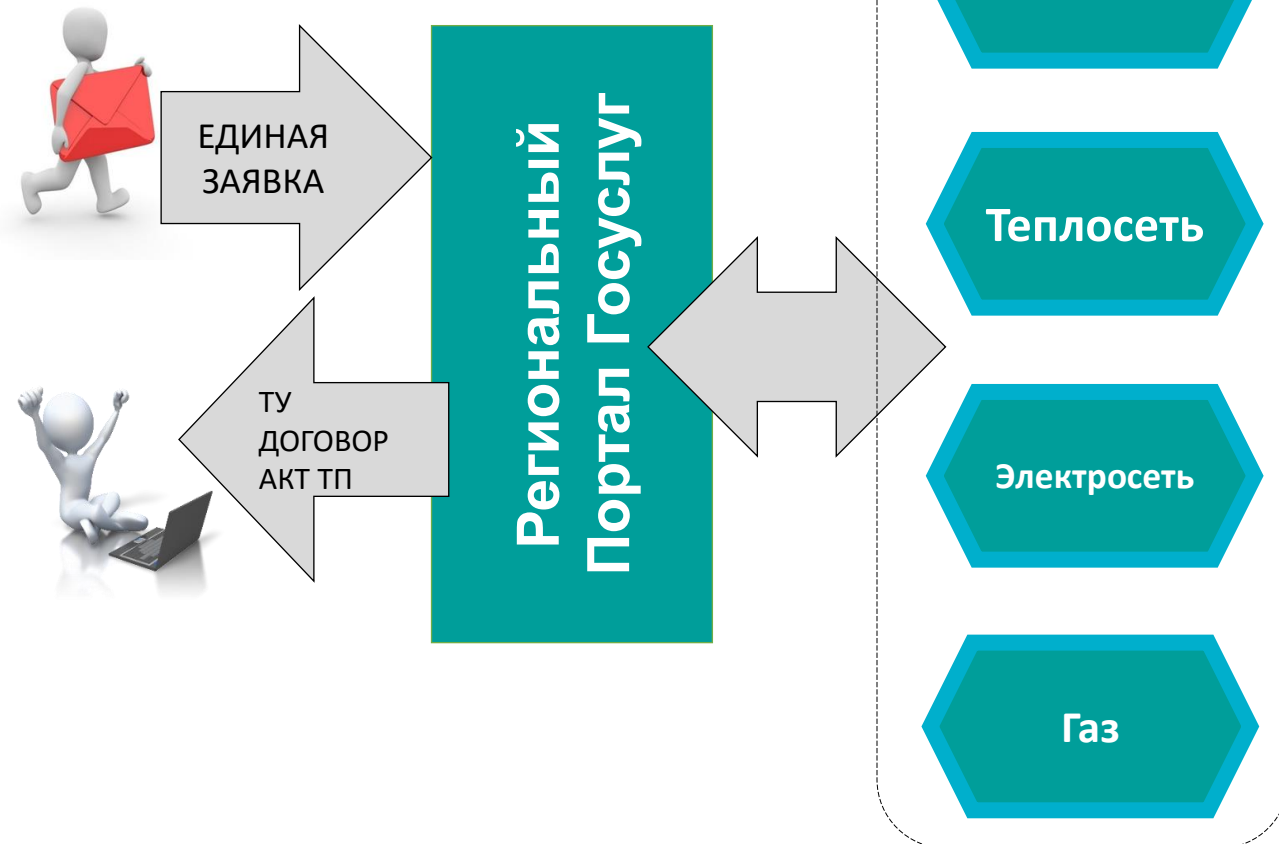 ЕДИНАЯ
ЗАЯВКА
ТУ
ДОГОВОР
АКТ ТП
Региональный
Портал Госуслуг
Теплосеть
Электросеть
Газ